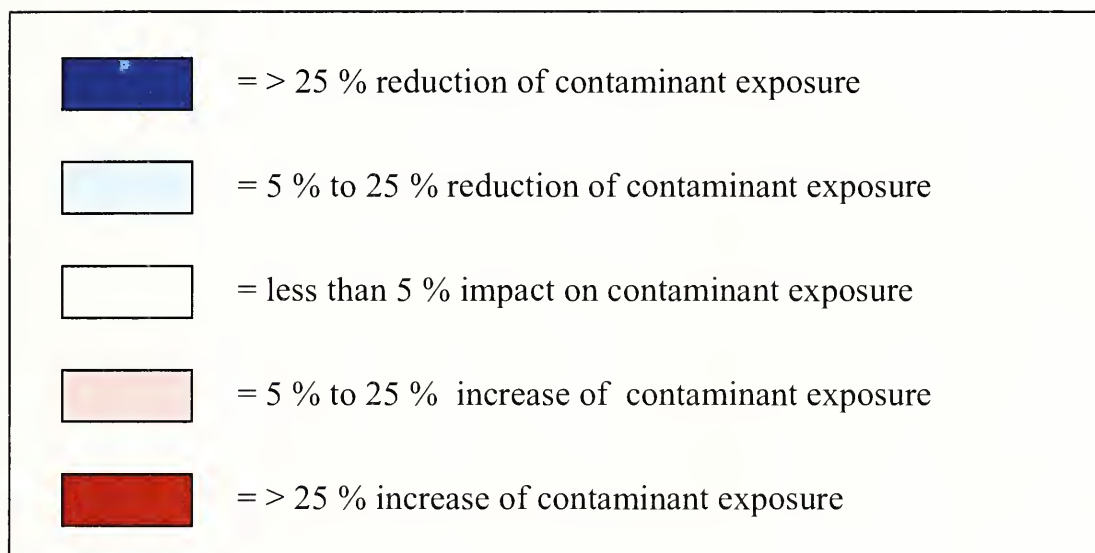 = > 25 % reduction of contaminant exposure
= 5 % to 25 % reduction of contaminant exposure
= less than 5 % impact on contaminant exposure
= 5 % to 25 % increase of contaminant exposure
= > 25 % increase of contaminant exposure